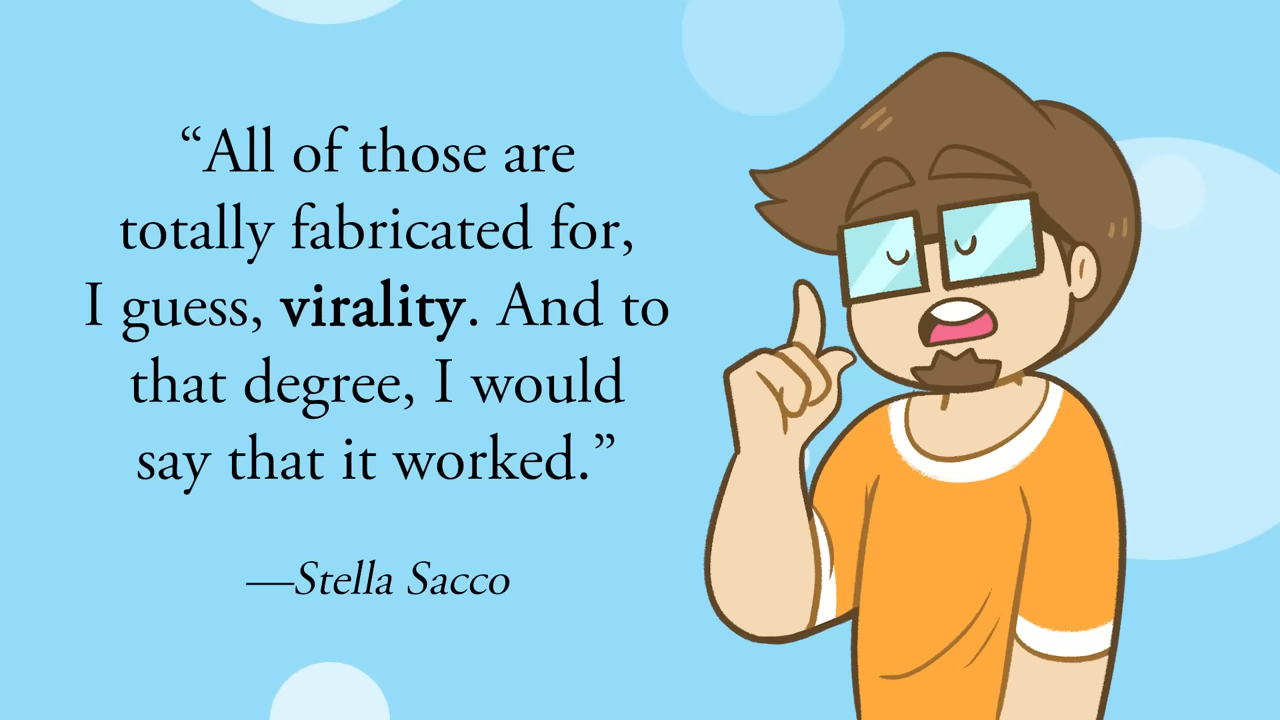 “All of those are
totally fabricated for,
I guess, virality. And to
that degree, I would
say that it worked.”
—Stella Sacco